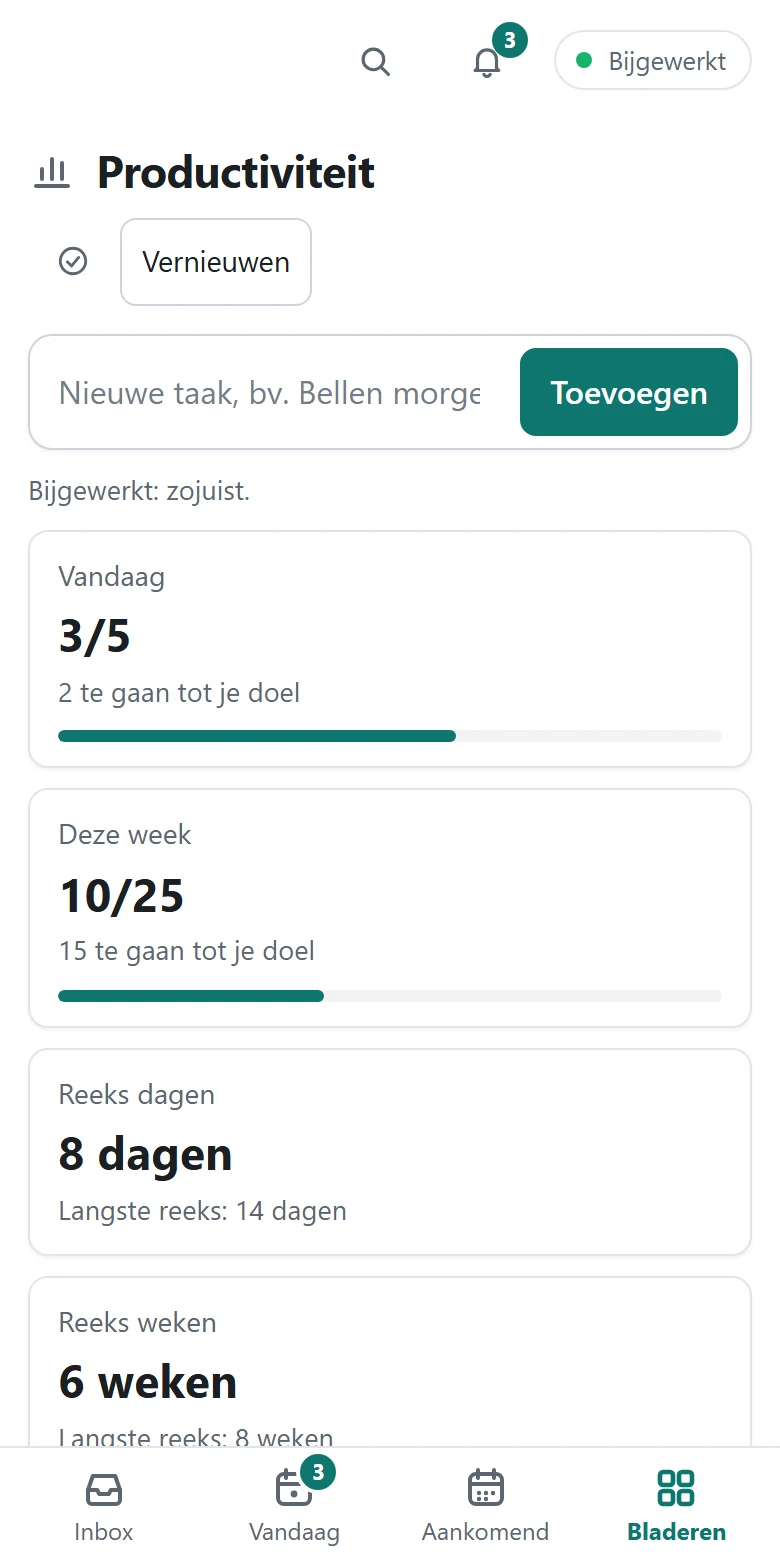 3
Bijgewerkt
Productiviteit
Vernieuwen
Nieuwe taak, bv. Bellen morge
Toevoegen
Bijgewerkt: zojuist.
Vandaag
3/5
2 te gaan tot je doel
Deze week
10/25
15 te gaan tot je doel
Reeks dagen
8 dagen
Langste reeks: 14 dagen
Reeks weken
6 weken
Langste reeks: 8 weken
3
Inbox
Vandaag
Aankomend
Bladeren